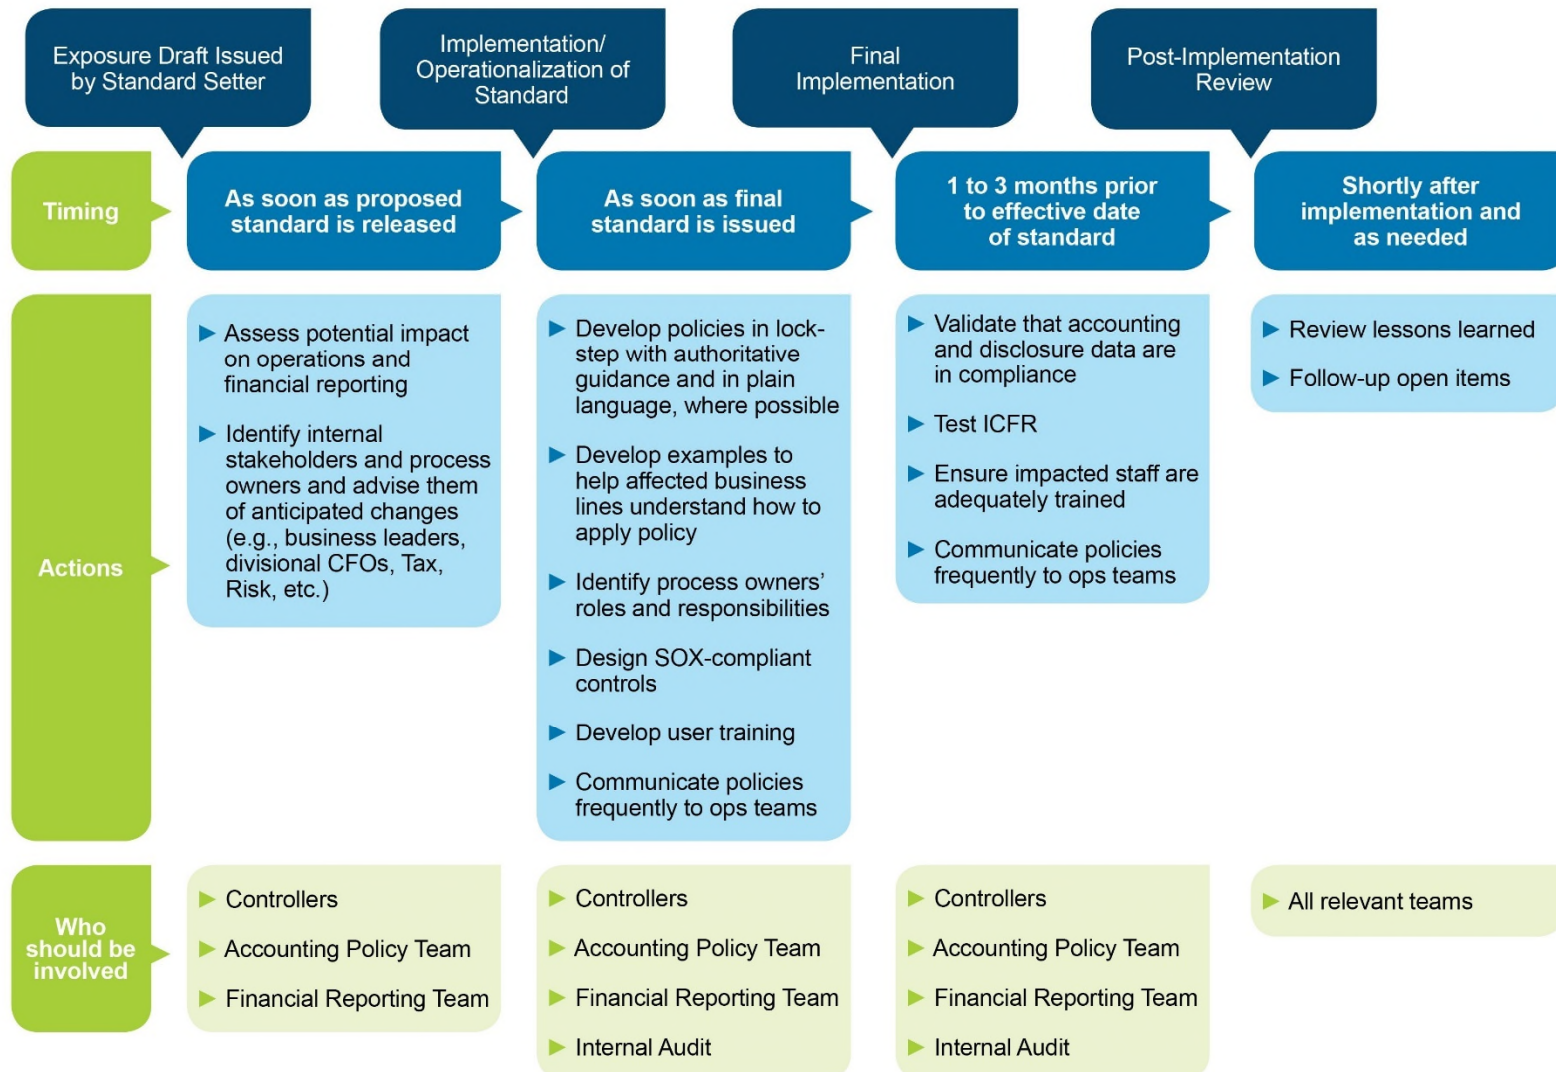 Exposure Draft Issued
by Standard Setter
Implementation/
Operationalization of
Standard
Final
Implementation
Post-Implementation
Review
Timing
As soon as proposed
standard is released
As soon as final
standard is issued
1 to 3 months prior
to effective date
of standard
Shortly after
implementation and
as needed
Actions
Assess potential impact
on operations and
financial reporting
Identify internal
stakeholders and process
owners and advise them
of anticipated changes
(e.g., business leaders,
divisional CFOs, Tax,
Risk, etc.)
Develop policies in lock-
step with authoritative
guidance and in plain
language, where possible
Develop examples to
help affected business
lines understand how to
apply policy
Identify process owners’
roles and responsibilities
Design SOX-compliant
controls
Develop user training
Communicate policies
frequently to ops teams
Validate that accounting
and disclosure data are
in compliance
Test ICFR
Ensure impacted staff are
adequately trained
Communicate policies
frequently to ops teams
Review lessons learned
Follow-up open items
Who
should be
involved
Controllers
Accounting Policy Team
Financial Reporting Team
Controllers
Accounting Policy Team
Financial Reporting Team
Internal Audit
Controllers
Accounting Policy Team
Financial Reporting Team
Internal Audit
All relevant teams